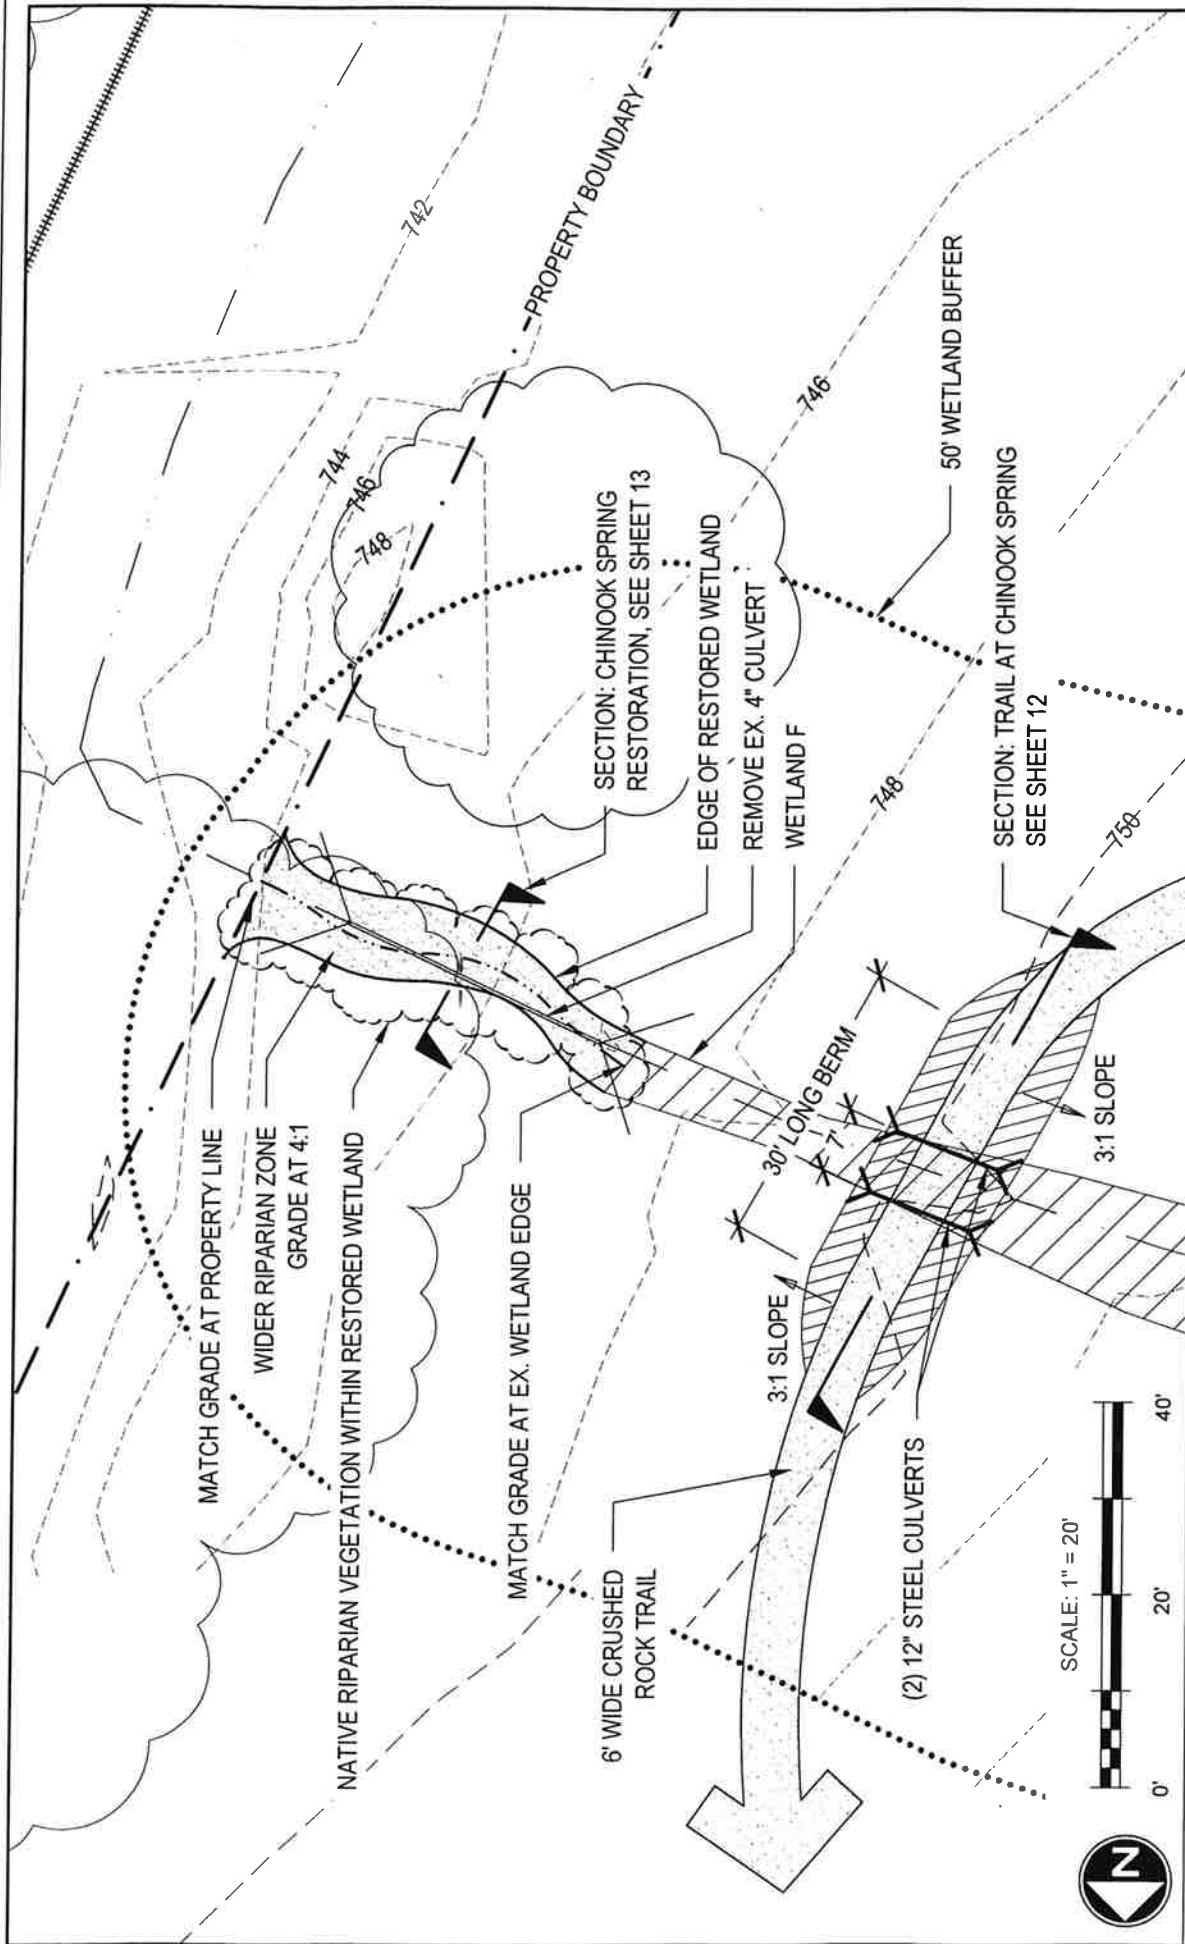 MATCH GRADE AT PROPERTY LINE
WIDER RIPARIAN ZONE
GRADE AT 4:1
NATIVE RIPARIAN VEGETATION WITHIN RESTORED WETLAND
MATCH GRADE AT EX. WETLAND EDGE
6' WIDE CRUSHED
ROCK TRAIL
3:1 SLOPE
(2) 12" STEEL CULVERTS
30' LONG BERM
7'
3:1 SLOPE
742
744
746
748
PROPERTY BOUNDARY
SECTION: CHINOOK SPRING
RESTORATION, SEE SHEET 13
EDGE OF RESTORED WETLAND
REMOVE EX. 4" CULVERT
WETLAND F
746
748
750
50' WETLAND BUFFER
SECTION: TRAIL AT CHINOOK SPRING
SEE SHEET 12
SCALE: 1" = 20'
0'
20'
40'
N